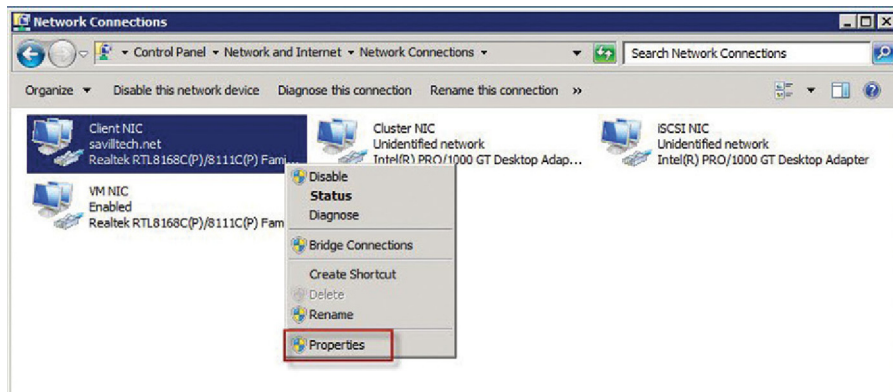 Network Connections
Control Panel Network and Internet Network Connections
Search Network Connections
Organize Disable this network device Diagnose this connection Rename this connection »
Client NIC
savilltech.net
Realtek RTL8168C(P)/8111C(P) Fami...
Cluster NIC
Unidentified network
Intel(R) PRO/1000 GT Desktop Adap...
iSCSI NIC
Unidentified network
Intel(R) PRO/1000 GT Desktop Adapter
VM NIC
Enabled
Realtek RTL8168C(P)/8111C(P) Fam
Disable
Status
Diagnose
Bridge Connections
Create Shortcut
Delete
Rename
Properties